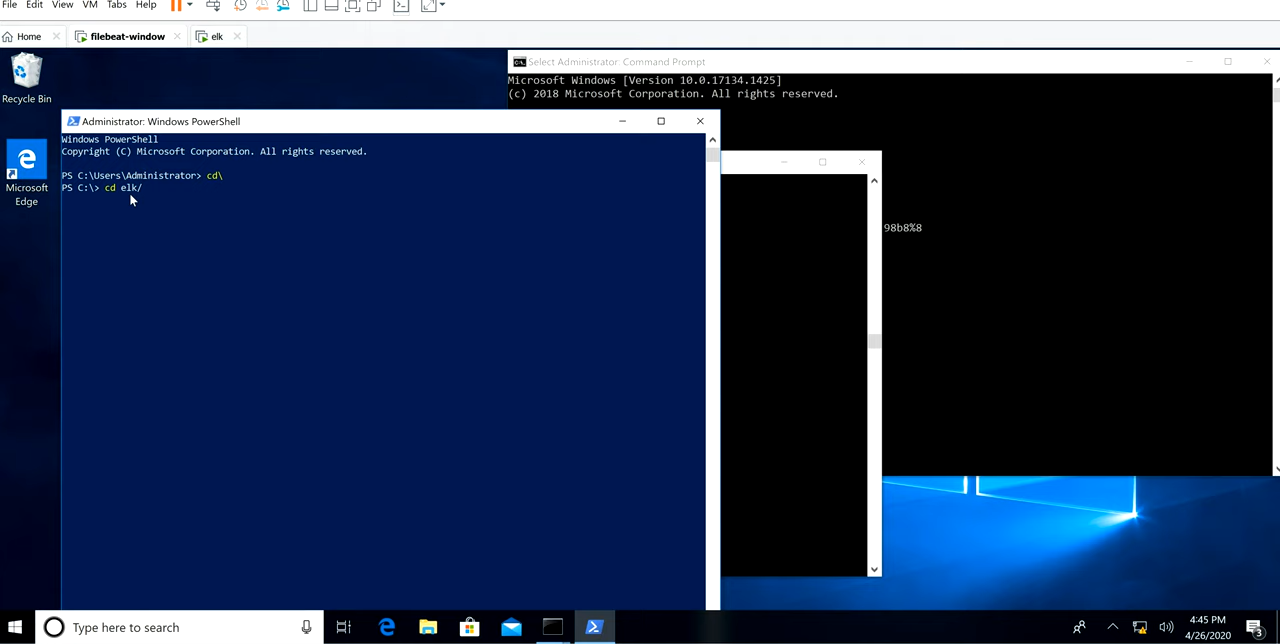 File Edit View VM Tabs Help
Home filebeat-window elk
Recycle Bin
Microsoft Edge
Select Administrator: Command Prompt
Microsoft Windows [Version 10.0.17134.1425]
(c) 2018 Microsoft Corporation. All rights reserved.
Administrator: Windows PowerShell
Windows PowerShell
Copyright (C) Microsoft Corporation. All rights reserved.
PS C:\Users\Administrator> cd\
PS C:\> cd elk/
98b8%8
Type here to search
4:45 PM
4/26/2020
3